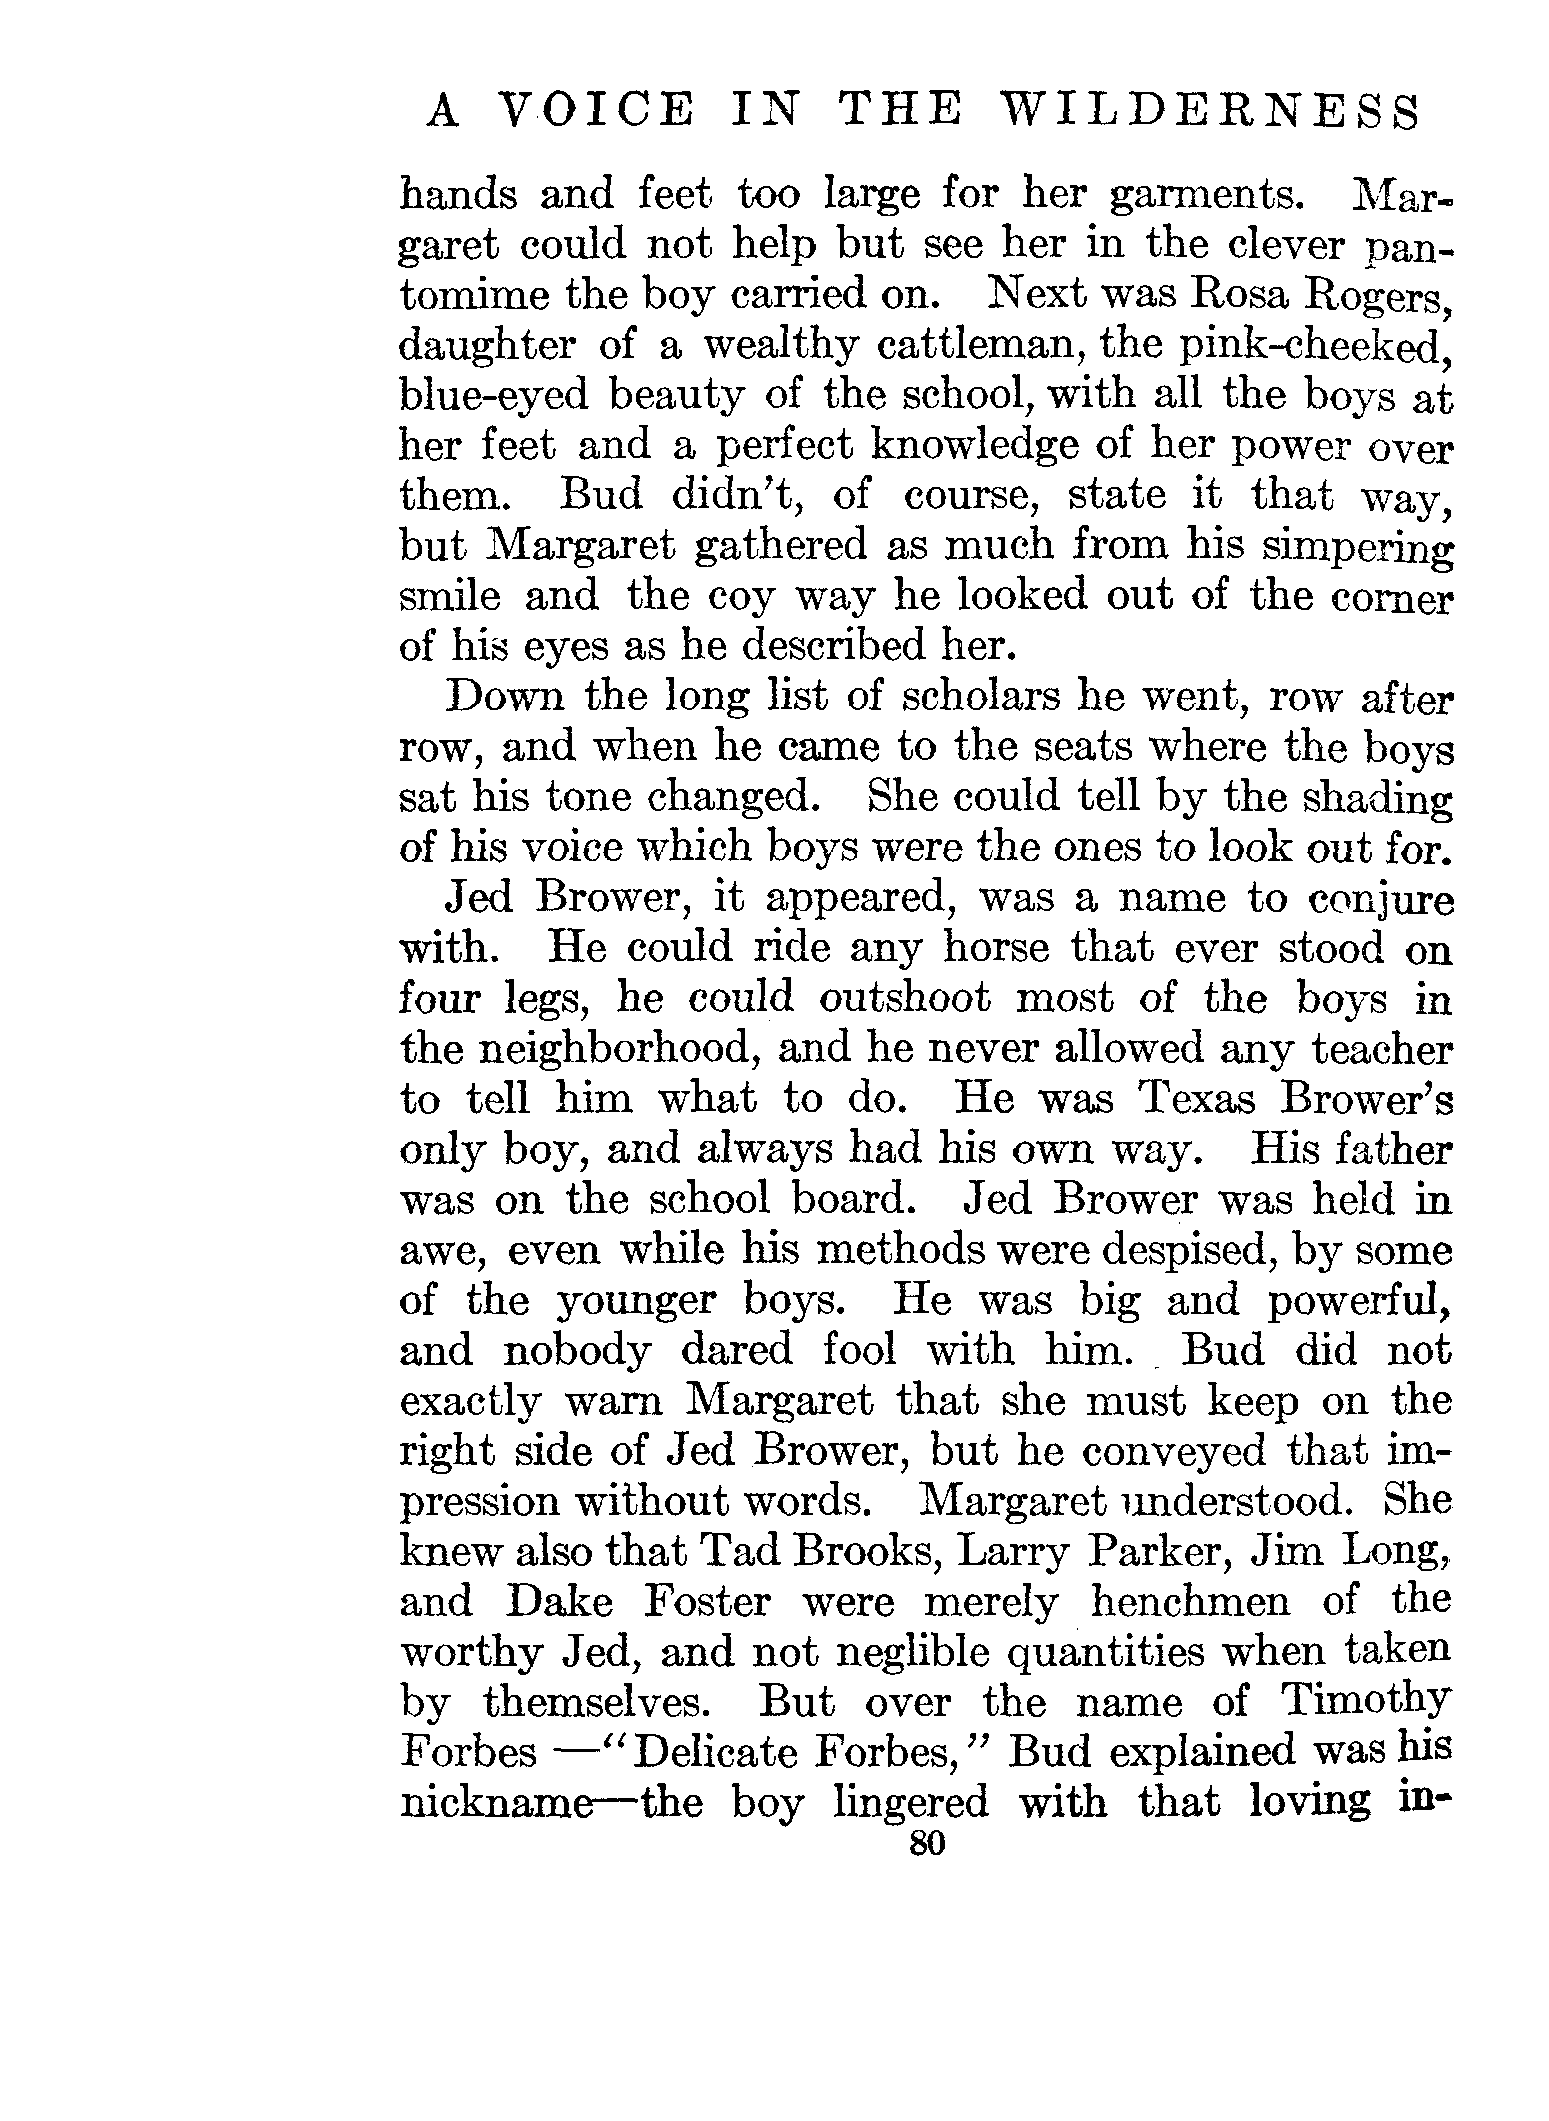 A VOICE IN THE WILDERNESS
hands and feet too large for her garments. Mar-
garet could not help but see her in the clever pan-
tomime the boy carried on. Next was Rosa Rogers,
daughter of a wealthy cattleman, the pink-cheeked,
blue-eyed beauty of the school, with all the boys at
her feet and a perfect knowledge of her power over
them. Bud didn't, of course, state it that way,
but Margaret gathered as much from his simpering
smile and the coy way he looked out of the corner
of his eyes as he described her.
Down the long list of scholars he went, row after
row, and when he came to the seats where the boys
sat his tone changed. She could tell by the shading
of his voice which boys were the ones to look out for.
Jed Brower, it appeared, was a name to conjure
with. He could ride any horse that ever stood on
four legs, he could outshoot most of the boys in
the neighborhood, and he never allowed any teacher
to tell him what to do. He was Texas Brower's
only boy, and always had his own way. His father
was on the school board. Jed Brower was held in
awe, even while his methods were despised, by some
of the younger boys. He was big and powerful,
and nobody dared fool with him. Bud did not
exactly warn Margaret that she must keep on the
right side of Jed Brower, but he conveyed that im-
pression without words. Margaret understood. She
knew also that Tad Brooks, Larry Parker, Jim Long,
and Dake Foster were merely henchmen of the
worthy Jed, and not neglible quantities when taken
by themselves. But over the name of Timothy
Forbes —"Delicate Forbes," Bud explained was his
nickname—the boy lingered with that loving in-
80